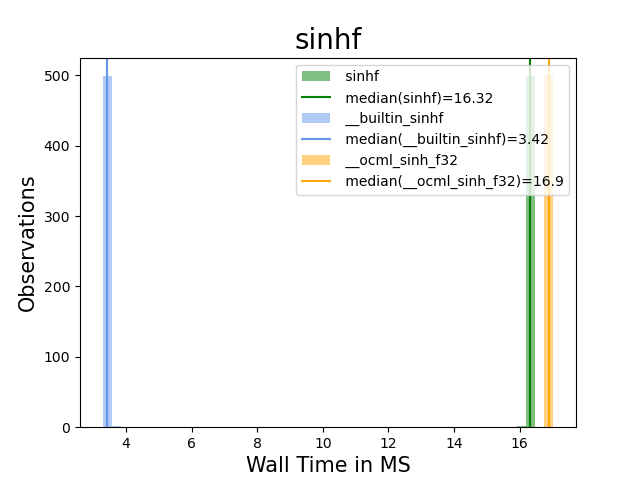 sinhf
500
400
300
200
100
0
Observations
sinhf
median(sinhf)=16.32
__builtin_sinhf
median(__builtin_sinhf)=3.42
__ocml_sinh_f32
median(__ocml_sinh_f32)=16.9
4 6 8 10 12 14 16
Wall Time in MS